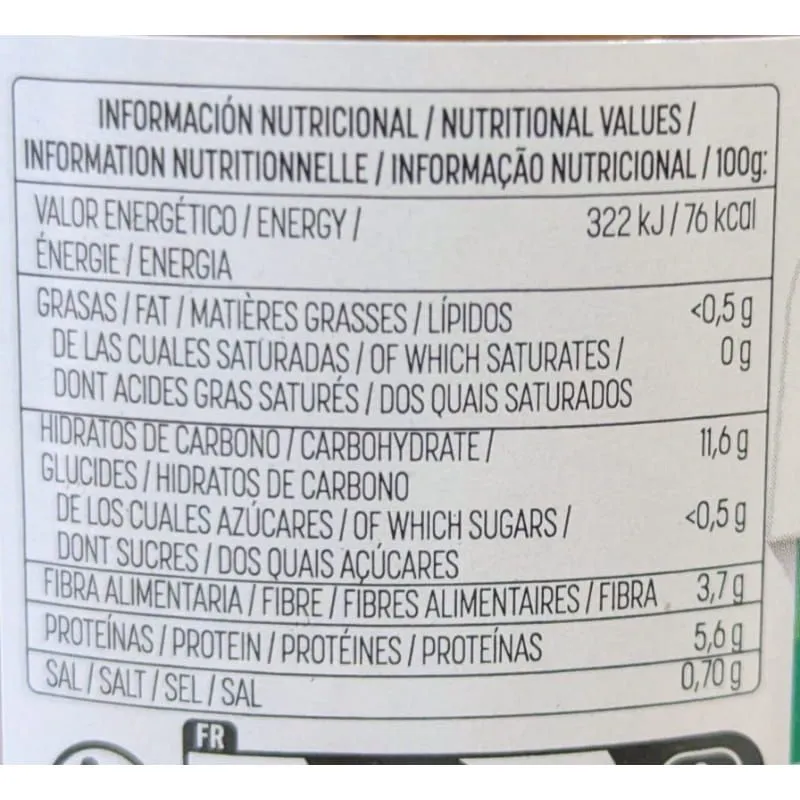 INFORMACIÓN NUTRICIONAL / NUTRITIONAL VALUES /
INFORMATION NUTRITIONNELLE / INFORMAÇÃO NUTRICIONAL / 100g:
VALOR ENERGÉTICO / ENERGY / 322 kJ / 76 kcal
ÉNERGIE / ENERGIA
GRASAS / FAT / MATIÈRES GRASSES / LÍPIDOS <0,5 g
DE LAS CUALES SATURADAS / OF WHICH SATURATES / 0 g
DONT ACIDES GRAS SATURÉS / DOS QUAIS SATURADOS
HIDRATOS DE CARBONO / CARBOHYDRATE / 11,6 g
GLUCIDES / HIDRATOS DE CARBONO
DE LOS CUALES AZÚCARES / OF WHICH SUGARS / <0,5 g
DONT SUCRES / DOS QUAIS AÇÚCARES
FIBRA ALIMENTARIA / FIBRE / FIBRES ALIMENTAIRES / FIBRA 3,7 g
PROTEÍNAS / PROTEIN / PROTÉINES / PROTEÍNAS 5,6 g
SAL / SALT / SEL / SAL 0,70 g
FR